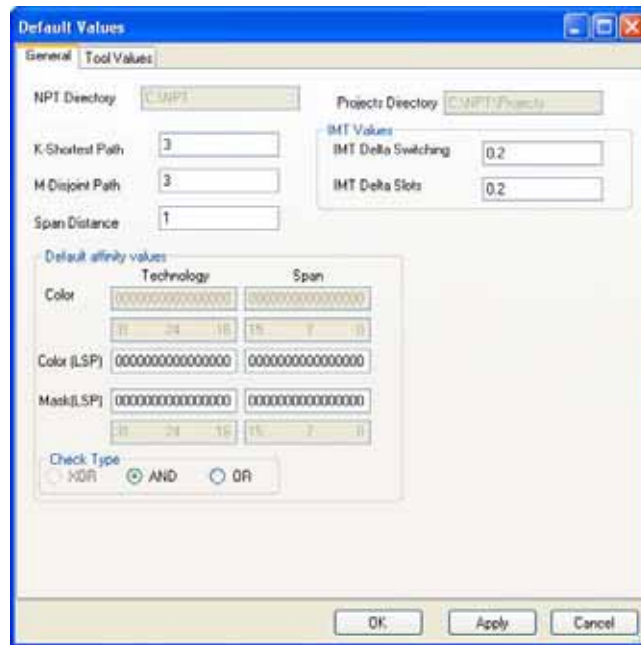 Default Values
General Tool Values
NPT Directory C:\NPT Projects Directory C:\NPT\Projects
IMT Values
K-Shortest Path 3 IMT Delta Switching 0.2
M-Disjoint Path 3 IMT Delta Slots 0.2
Span Distance 1
Default affinity values
Technology Span
Color 0000000000000000 0000000000000000
31 24 16 15 7 0
Color (LSP) 0000000000000000 0000000000000000
Mask(LSP) 0000000000000000 0000000000000000
31 24 16 15 7 0
Check Type
XOR AND OR
OK Apply Cancel